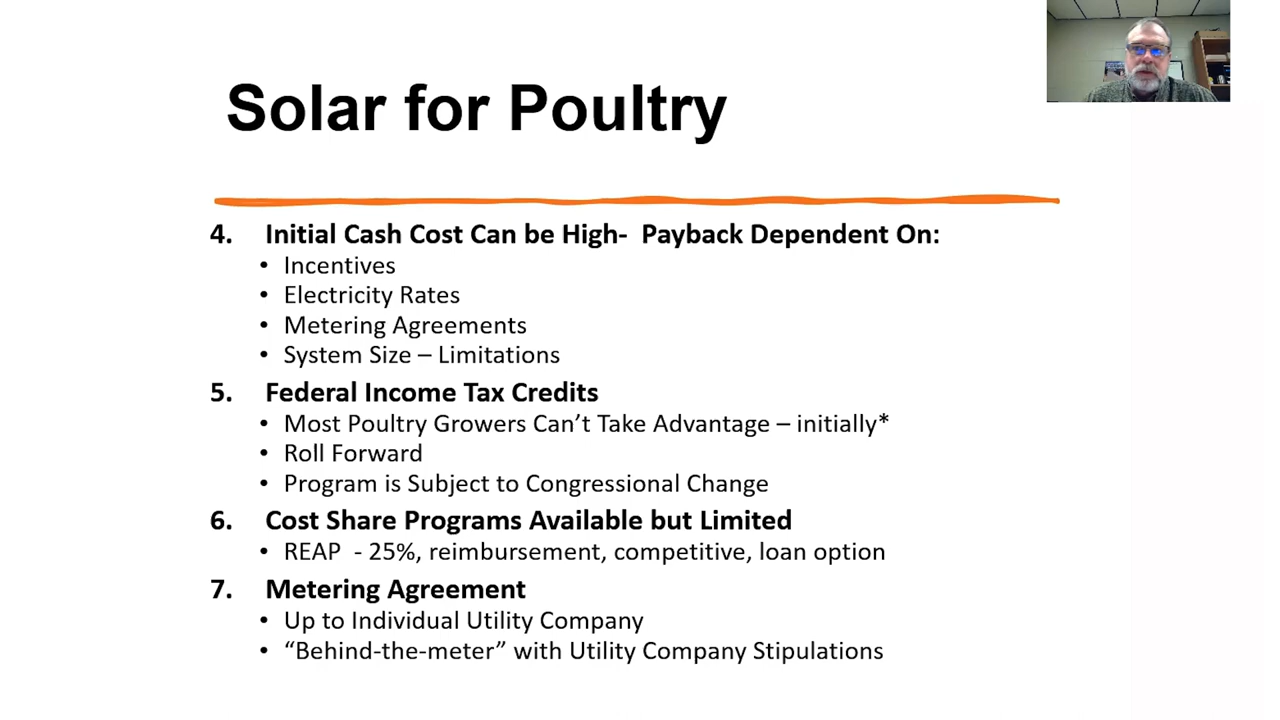 Solar for Poultry
4. Initial Cash Cost Can be High- Payback Dependent On:
• Incentives
• Electricity Rates
• Metering Agreements
• System Size – Limitations
5. Federal Income Tax Credits
• Most Poultry Growers Can’t Take Advantage – initially*
• Roll Forward
• Program is Subject to Congressional Change
6. Cost Share Programs Available but Limited
• REAP - 25%, reimbursement, competitive, loan option
7. Metering Agreement
• Up to Individual Utility Company
• “Behind-the-meter” with Utility Company Stipulations